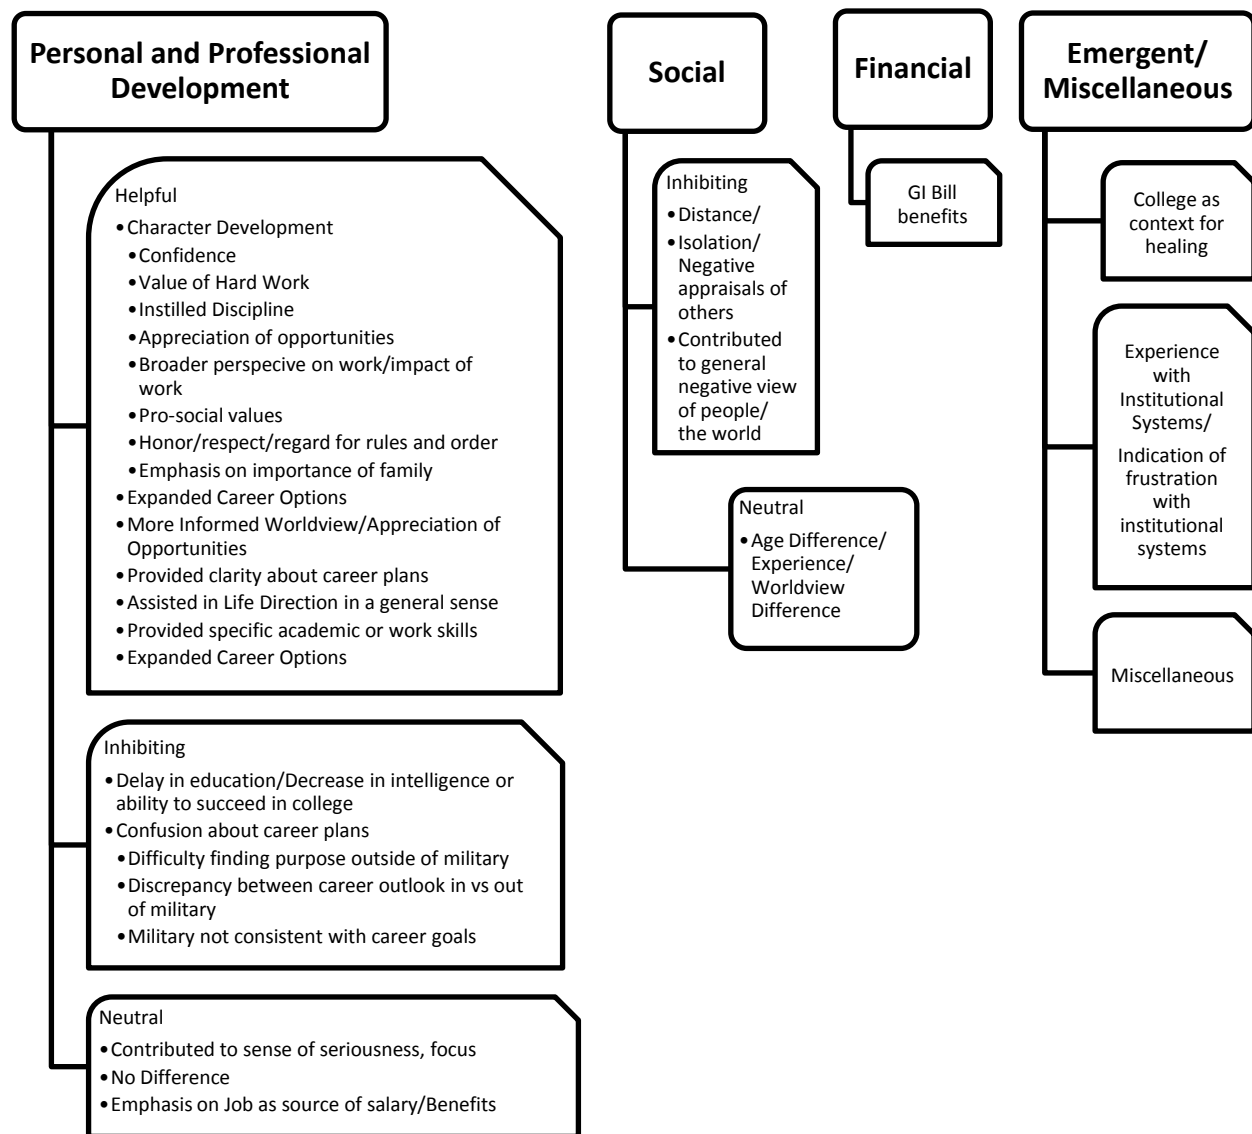 Personal and Professional
Development
Helpful
•Character Development
•Confidence
•Value of Hard Work
•Instilled Discipline
•Appreciation of opportunities
•Broader perspecive on work/impact of
work
•Pro-social values
•Honor/respect/regard for rules and order
•Emphasis on importance of family
•Expanded Career Options
•More Informed Worldview/Appreciation of
Opportunities
•Provided clarity about career plans
•Assisted in Life Direction in a general sense
•Provided specific academic or work skills
•Expanded Career Options
Inhibiting
•Delay in education/Decrease in intelligence or
ability to succeed in college
•Confusion about career plans
•Difficulty finding purpose outside of military
•Discrepancy between career outlook in vs out
of military
•Military not consistent with career goals
Neutral
•Contributed to sense of seriousness, focus
•No Difference
•Emphasis on Job as source of salary/Benefits
Social
Inhibiting
•Distance/
•Isolation/
Negative
appraisals of
others
•Contributed
to general
negative view
of people/
the world
Neutral
•Age Difference/
Experience/
Worldview
Difference
Financial
GI Bill
benefits
Emergent/
Miscellaneous
College as
context for
healing
Experience
with
Institutional
Systems/
Indication of
frustration
with
institutional
systems
Miscellaneous